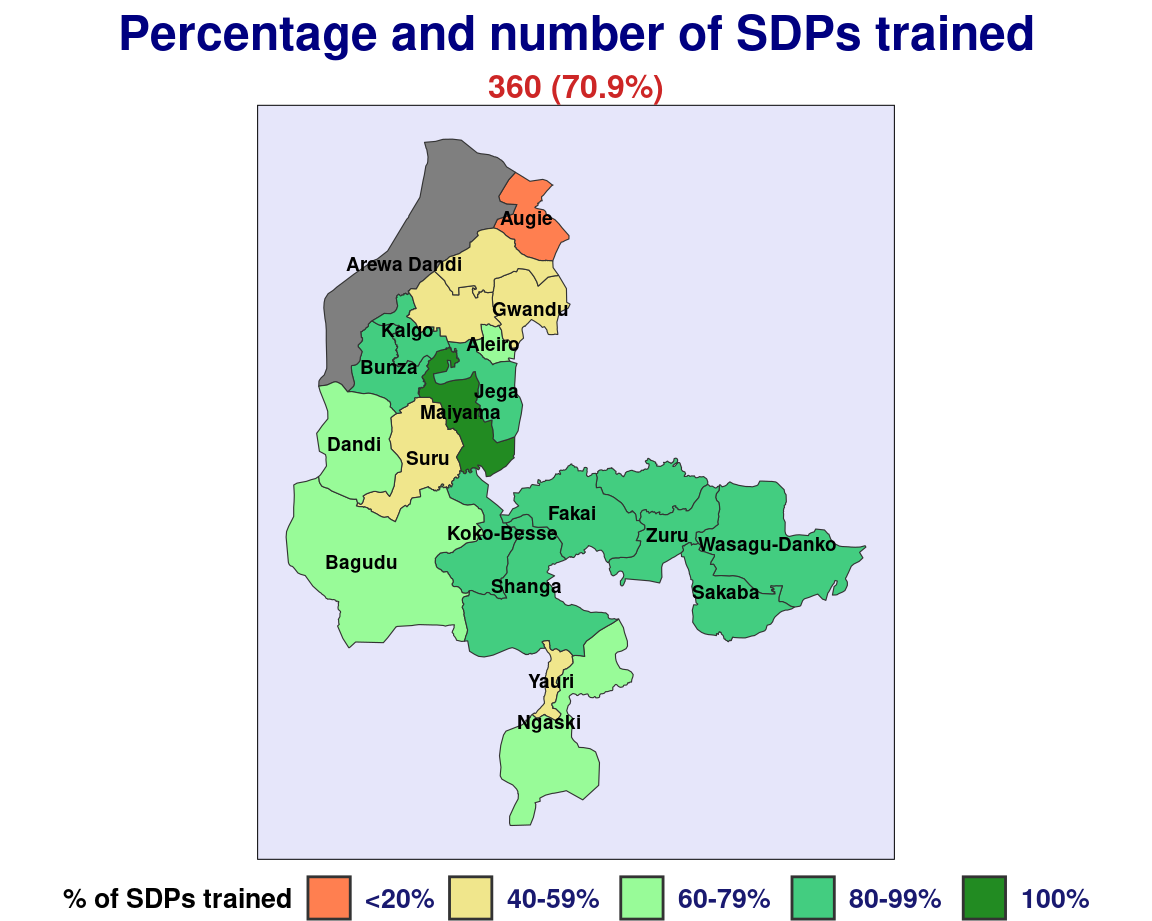 Percentage and number of SDPs trained
360 (70.9%)
Augie
Arewa Dandi
Gwandu
Kalgo
Aleiro
Bunza
Jega
Maiyama
Dandi
Suru
Fakai
Koko-Besse
Zuru
Wasagu-Danko
Bagudu
Shanga
Sakaba
Yauri
Ngaski
% of SDPs trained <20% 40-59% 60-79% 80-99% 100%